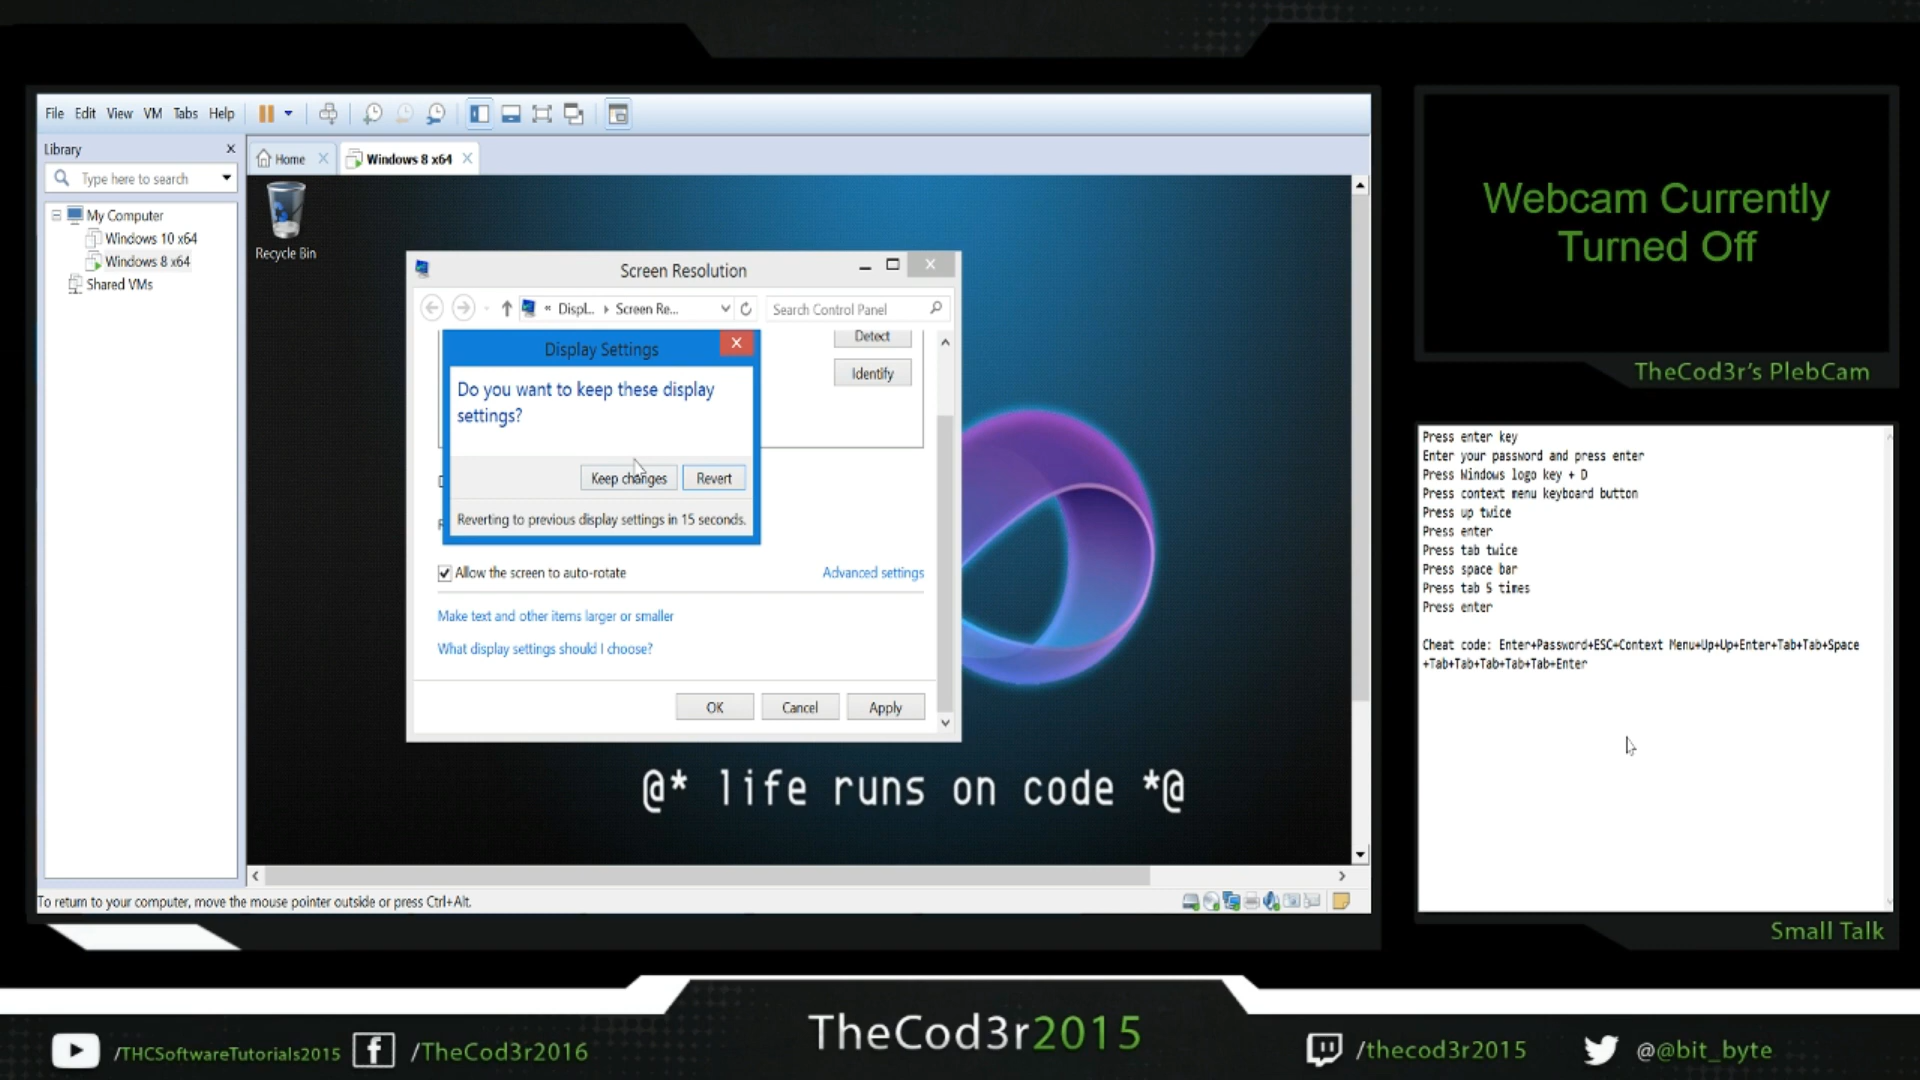 File Edit View VM Tabs Help
Library
Type here to search
My Computer
Windows 10 x64
Windows 8 x64
Shared VMs
Home
Windows 8 x64
Recycle Bin
Screen Resolution
« Displ... Screen Re...
Search Control Panel
Detect
Identify
Display Settings
Do you want to keep these display
settings?
Keep changes Revert
Reverting to previous display settings in 15 seconds.
Allow the screen to auto-rotate
Advanced settings
Make text and other items larger or smaller
What display settings should I choose?
OK Cancel Apply
@* life runs on code *@
To return to your computer, move the mouse pointer outside or press Ctrl+Alt.
Webcam Currently
Turned Off
TheCod3r's PlebCam
Press enter key
Enter your password and press enter
Press Windows logo key + D
Press context menu keyboard button
Press up twice
Press enter
Press tab twice
Press space bar
Press tab 5 times
Press enter
Cheat code: Enter+Password+ESC+Context Menu+Up+Up+Enter+Tab+Tab+Space
+Tab+Tab+Tab+Tab+Tab+Enter
Small Talk
/THCSoftwareTutorials2015
/TheCod3r2016
TheCod3r2015
/thecod3r2015
@@bit_byte